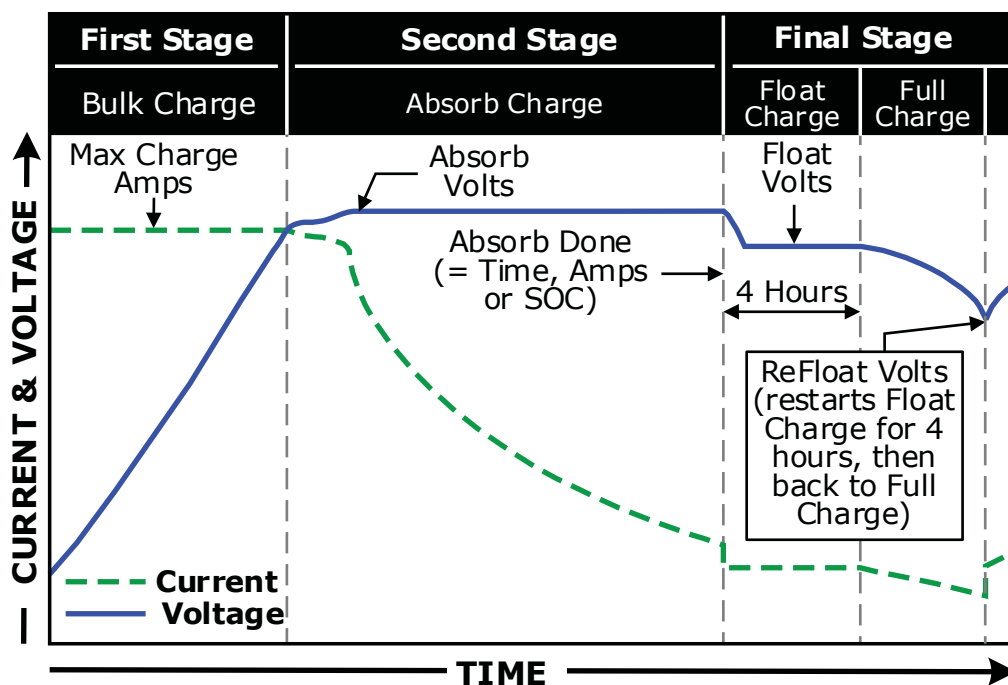 First Stage
Second Stage
Final Stage
Bulk Charge
Absorb Charge
Float
Charge
Full
Charge
Max Charge
Amps
Absorb
Volts
Float
Volts
Absorb Done
(= Time, Amps
or SOC)
4 Hours
ReFloat Volts
(restarts Float
Charge for 4
hours, then
back to Full
Charge)
Current
Voltage
CURRENT & VOLTAGE
TIME